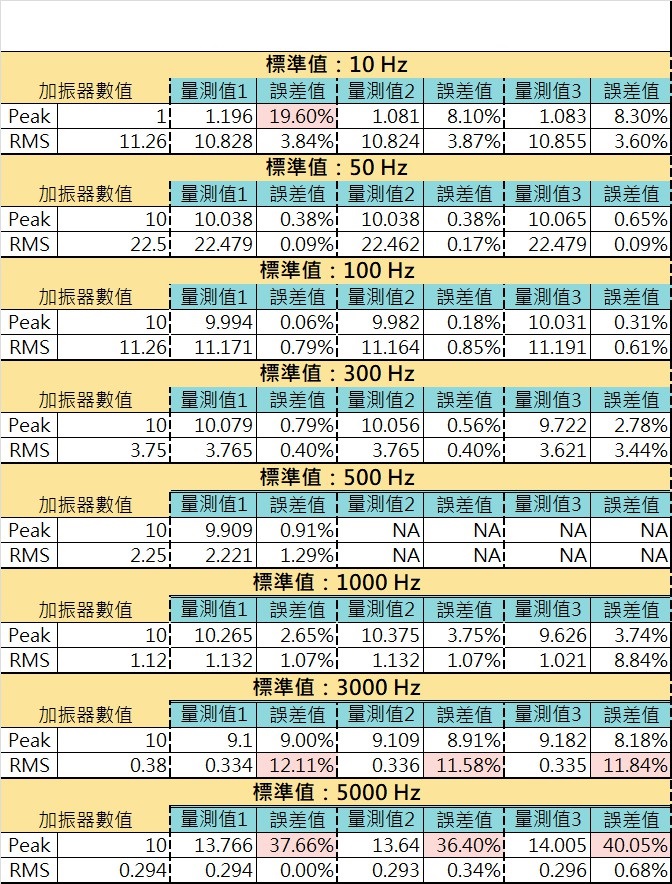 標準值：10 Hz
加振器數值 量測值1 誤差值 量測值2 誤差值 量測值3 誤差值
Peak 1 1.196 19.60% 1.081 8.10% 1.083 8.30%
RMS 11.26 10.828 3.84% 10.824 3.87% 10.855 3.60%
標準值：50 Hz
加振器數值 量測值1 誤差值 量測值2 誤差值 量測值3 誤差值
Peak 10 10.038 0.38% 10.038 0.38% 10.065 0.65%
RMS 22.5 22.479 0.09% 22.462 0.17% 22.479 0.09%
標準值：100 Hz
加振器數值 量測值1 誤差值 量測值2 誤差值 量測值3 誤差值
Peak 10 9.994 0.06% 9.982 0.18% 10.031 0.31%
RMS 11.26 11.171 0.79% 11.164 0.85% 11.191 0.61%
標準值：300 Hz
加振器數值 量測值1 誤差值 量測值2 誤差值 量測值3 誤差值
Peak 10 10.079 0.79% 10.056 0.56% 9.722 2.78%
RMS 3.75 3.765 0.40% 3.765 0.40% 3.621 3.44%
標準值：500 Hz
加振器數值 量測值1 誤差值 量測值2 誤差值 量測值3 誤差值
Peak 10 9.909 0.91% NA NA NA NA
RMS 2.25 2.221 1.29% NA NA NA NA
標準值：1000 Hz
加振器數值 量測值1 誤差值 量測值2 誤差值 量測值3 誤差值
Peak 10 10.265 2.65% 10.375 3.75% 9.626 3.74%
RMS 1.12 1.132 1.07% 1.132 1.07% 1.021 8.84%
標準值：3000 Hz
加振器數值 量測值1 誤差值 量測值2 誤差值 量測值3 誤差值
Peak 10 9.1 9.00% 9.109 8.91% 9.182 8.18%
RMS 0.38 0.334 12.11% 0.336 11.58% 0.335 11.84%
標準值：5000 Hz
加振器數值 量測值1 誤差值 量測值2 誤差值 量測值3 誤差值
Peak 10 13.766 37.66% 13.64 36.40% 14.005 40.05%
RMS 0.294 0.294 0.00% 0.293 0.34% 0.296 0.68%